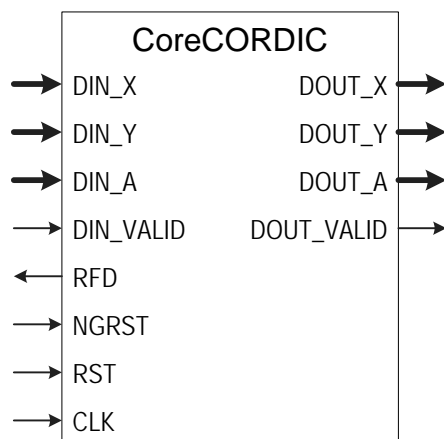 CoreCORDIC
DIN_X DOUT_X
DIN_Y DOUT_Y
DIN_A DOUT_A
DIN_VALID DOUT_VALID
RFD
NGRST
RST
CLK